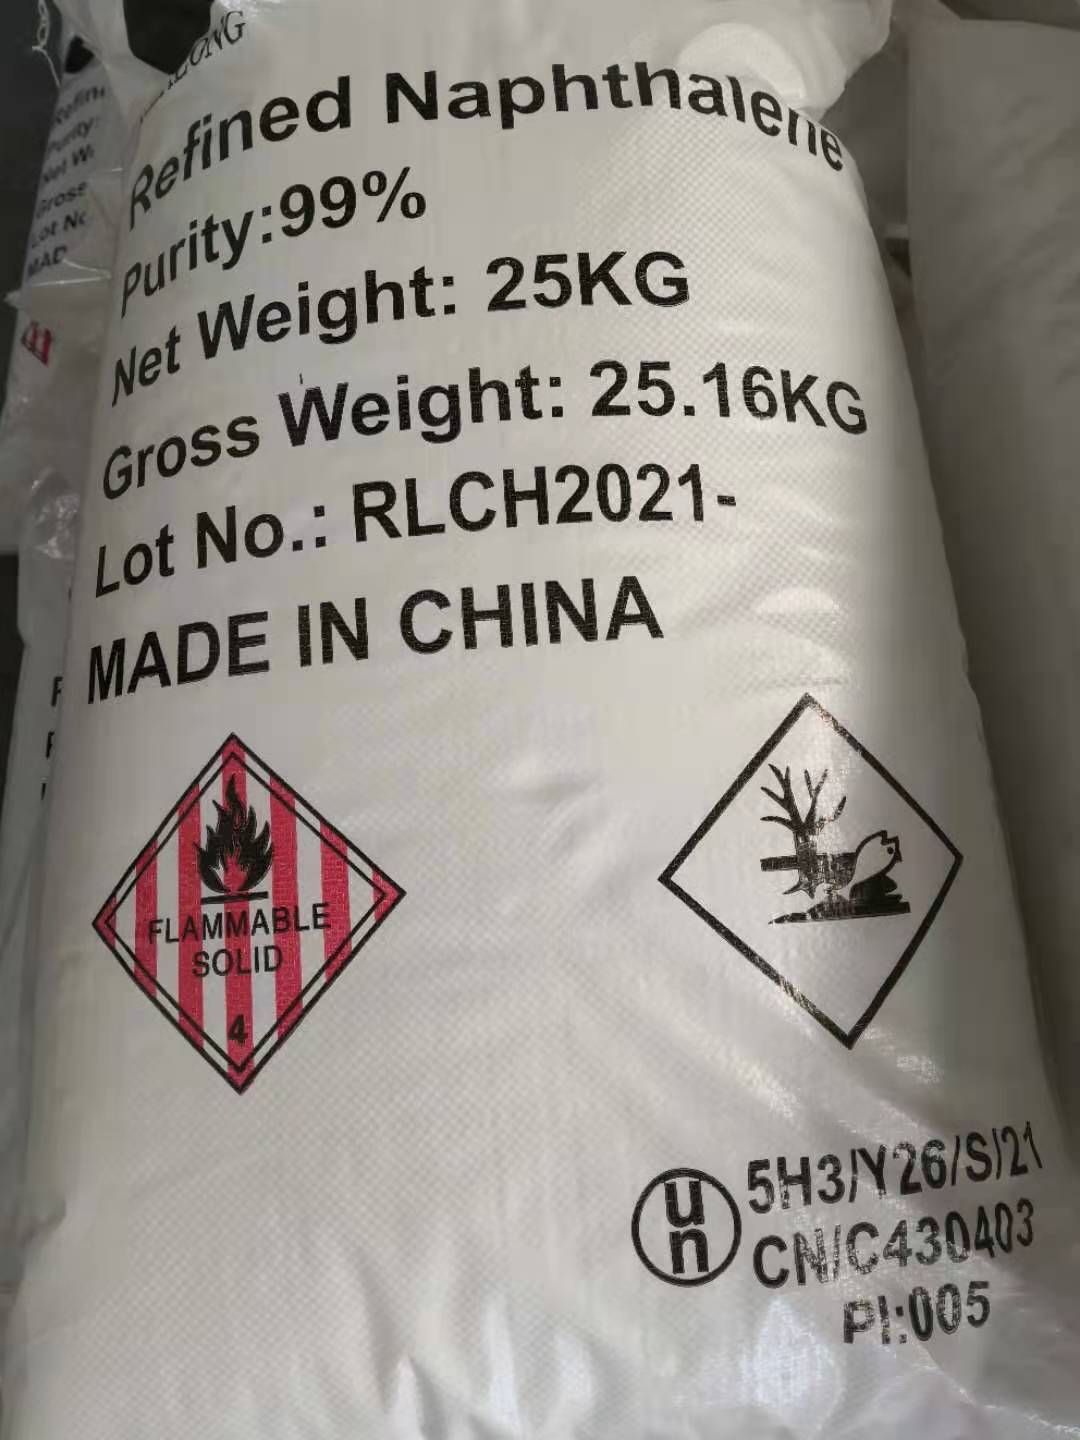 Refined Naphthalene
Purity:99%
Net Weight: 25KG
Gross Weight: 25.16KG
Lot No.: RLCH2021-
MADE IN CHINA
FLAMMABLE
SOLID
4
un
5H3/Y26/S/21
CN/C430403
PI:005